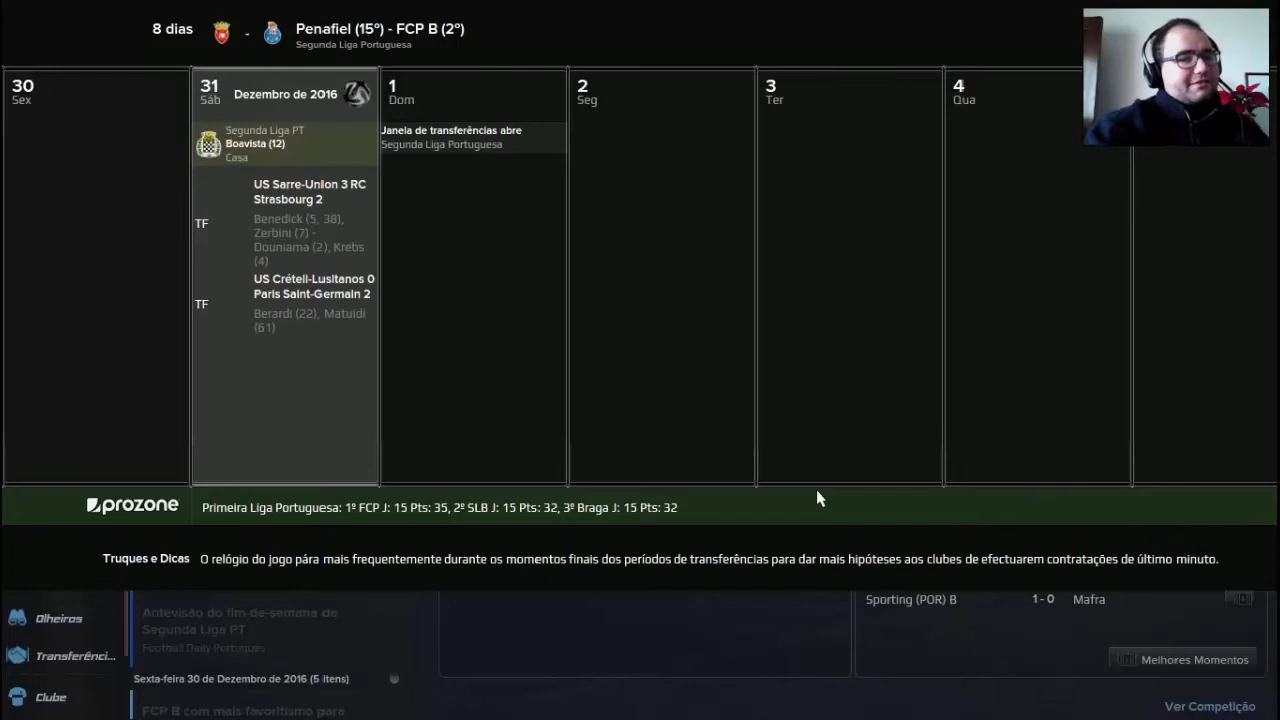 8 dias
-
Penafiel (15º) - FCP B (2º)
Segunda Liga Portuguesa
30
Sex
31
Sáb
Dezembro de 2016
1
Dom
2
Seg
3
Ter
4
Qua
Segunda Liga PT
Boavista (12)
Casa
Janela de transferências abre
Segunda Liga Portuguesa
TF
US Sarre-Union 3 RC
Strasbourg 2
Benedick (5, 38),
Zerbini (7) -
Douniama (2), Krebs
(4)
TF
US Créteil-Lusitanos 0
Paris Saint-Germain 2
Berardi (22), Matuidi
(61)
prozone
Primeira Liga Portuguesa: 1º FCP J: 15 Pts: 35, 2º SLB J: 15 Pts: 32, 3º Braga J: 15 Pts: 32
Truques e Dicas
O relógio do jogo pára mais frequentemente durante os momentos finais dos períodos de transferências para dar mais hipóteses aos clubes de efectuarem contratações de último minuto.
Olheiros
Transferênci...
Clube
Antevisão do fim-de-semana de
Segunda Liga PT
Football Daily Português
Sexta-feira 30 de Dezembro de 2016 (5 itens)
FCP B com mais favoritismo para
Sporting (POR) B
1 - 0
Mafra
Melhores Momentos
Ver Competição